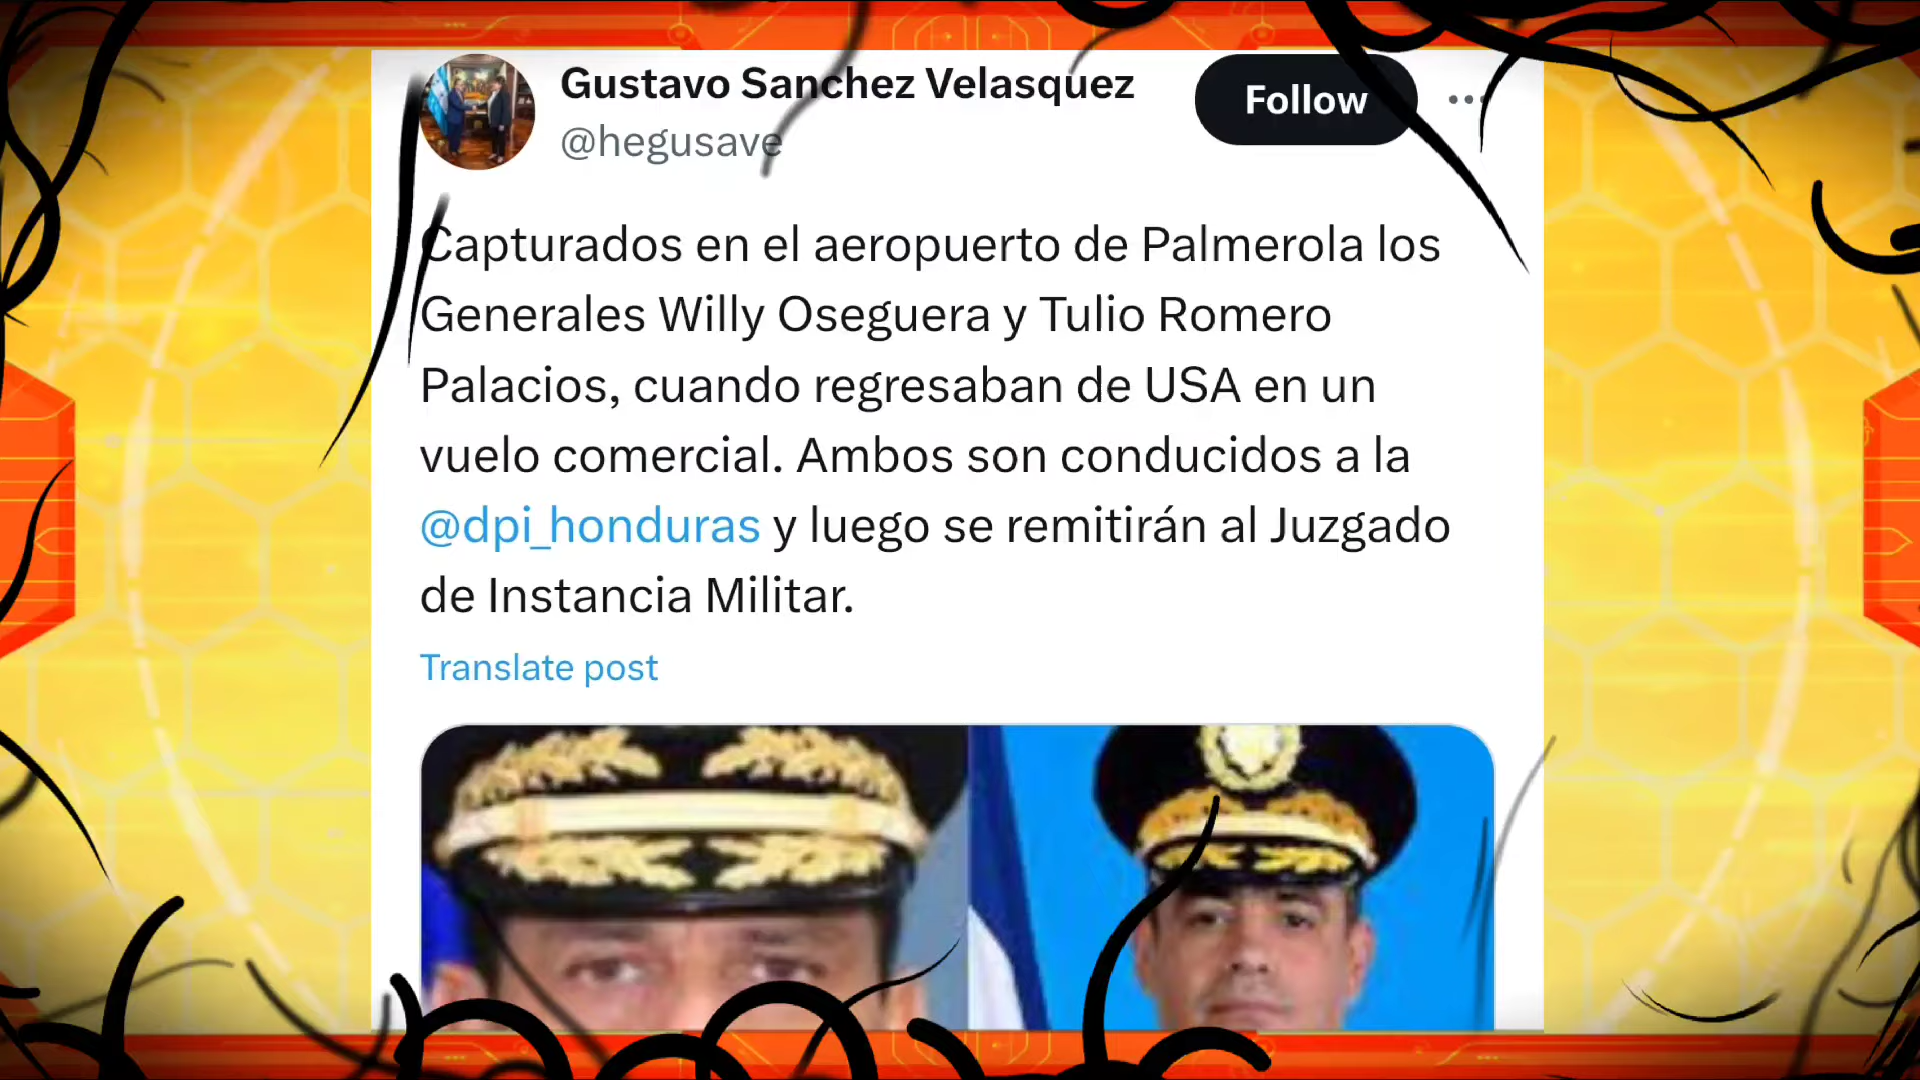 Gustavo Sanchez Velasquez
Follow
@hegusave
Capturados en el aeropuerto de Palmerola los
Generales Willy Oseguera y Tulio Romero
Palacios, cuando regresaban de USA en un
vuelo comercial. Ambos son conducidos a la
@dpi_honduras y luego se remitirán al Juzgado
de Instancia Militar.
Translate post